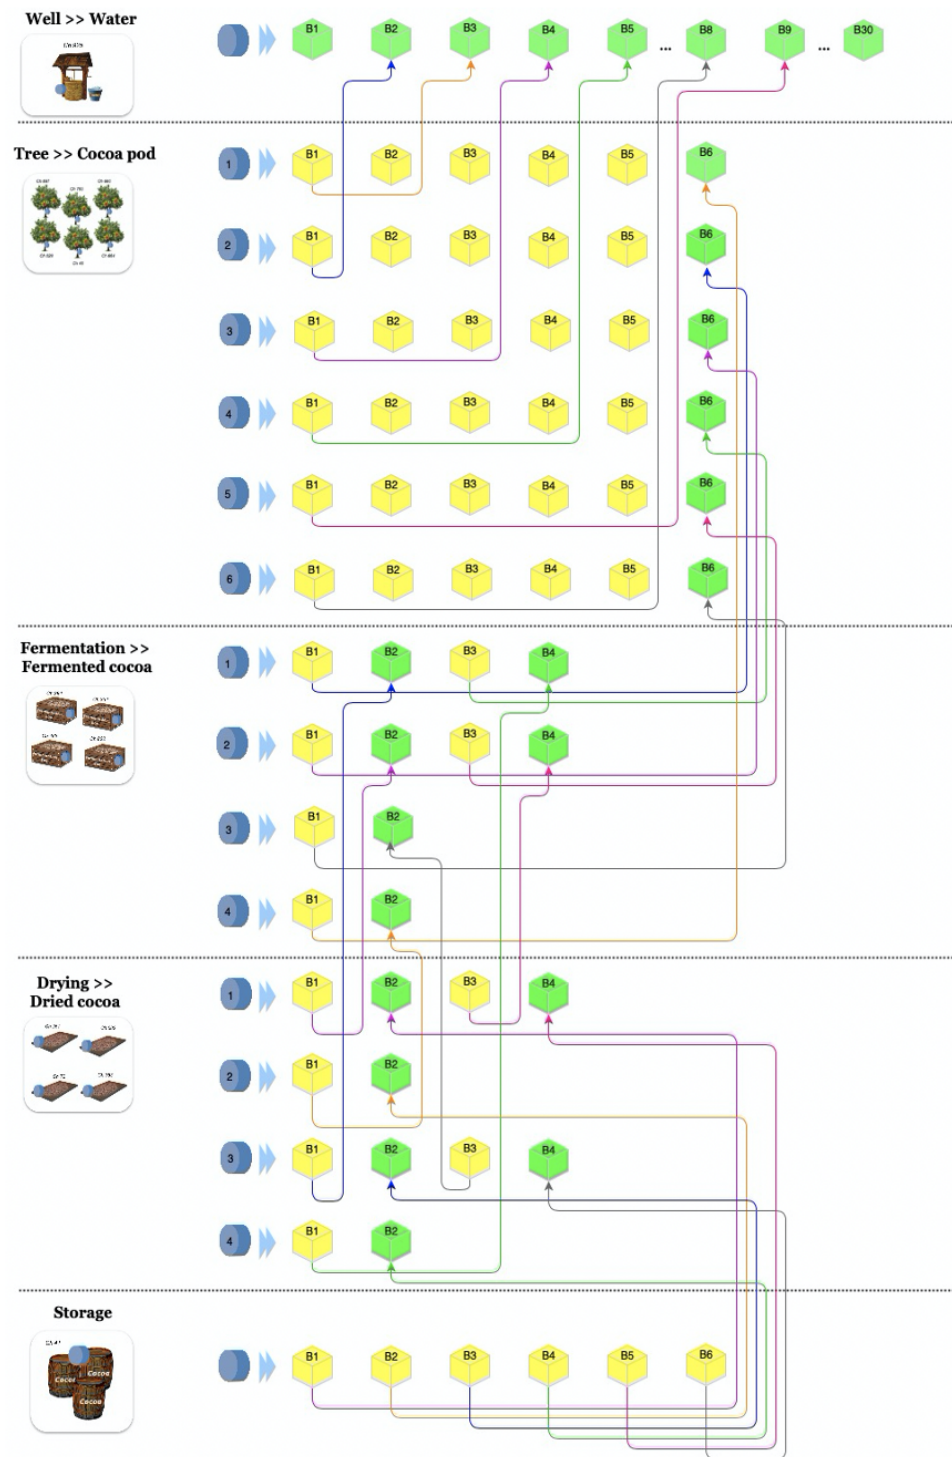 Well >> Water
B1 B2 B3 B4 B5 ... B8 B9 ... B30
Tree >> Cocoa pod
1 B1 B2 B3 B4 B5 B6
2 B1 B2 B3 B4 B5 B6
3 B1 B2 B3 B4 B5 B6
4 B1 B2 B3 B4 B5 B6
5 B1 B2 B3 B4 B5 B6
6 B1 B2 B3 B4 B5 B6
Fermentation >>
Fermented cocoa
1 B1 B2 B3 B4
2 B1 B2 B3 B4
3 B1 B2
4 B1 B2
Drying >>
Dried cocoa
1 B1 B2 B3 B4
2 B1 B2
3 B1 B2 B3 B4
4 B1 B2
Storage
Cocoa
Cocoa
Cocoa
B1 B2 B3 B4 B5 B6